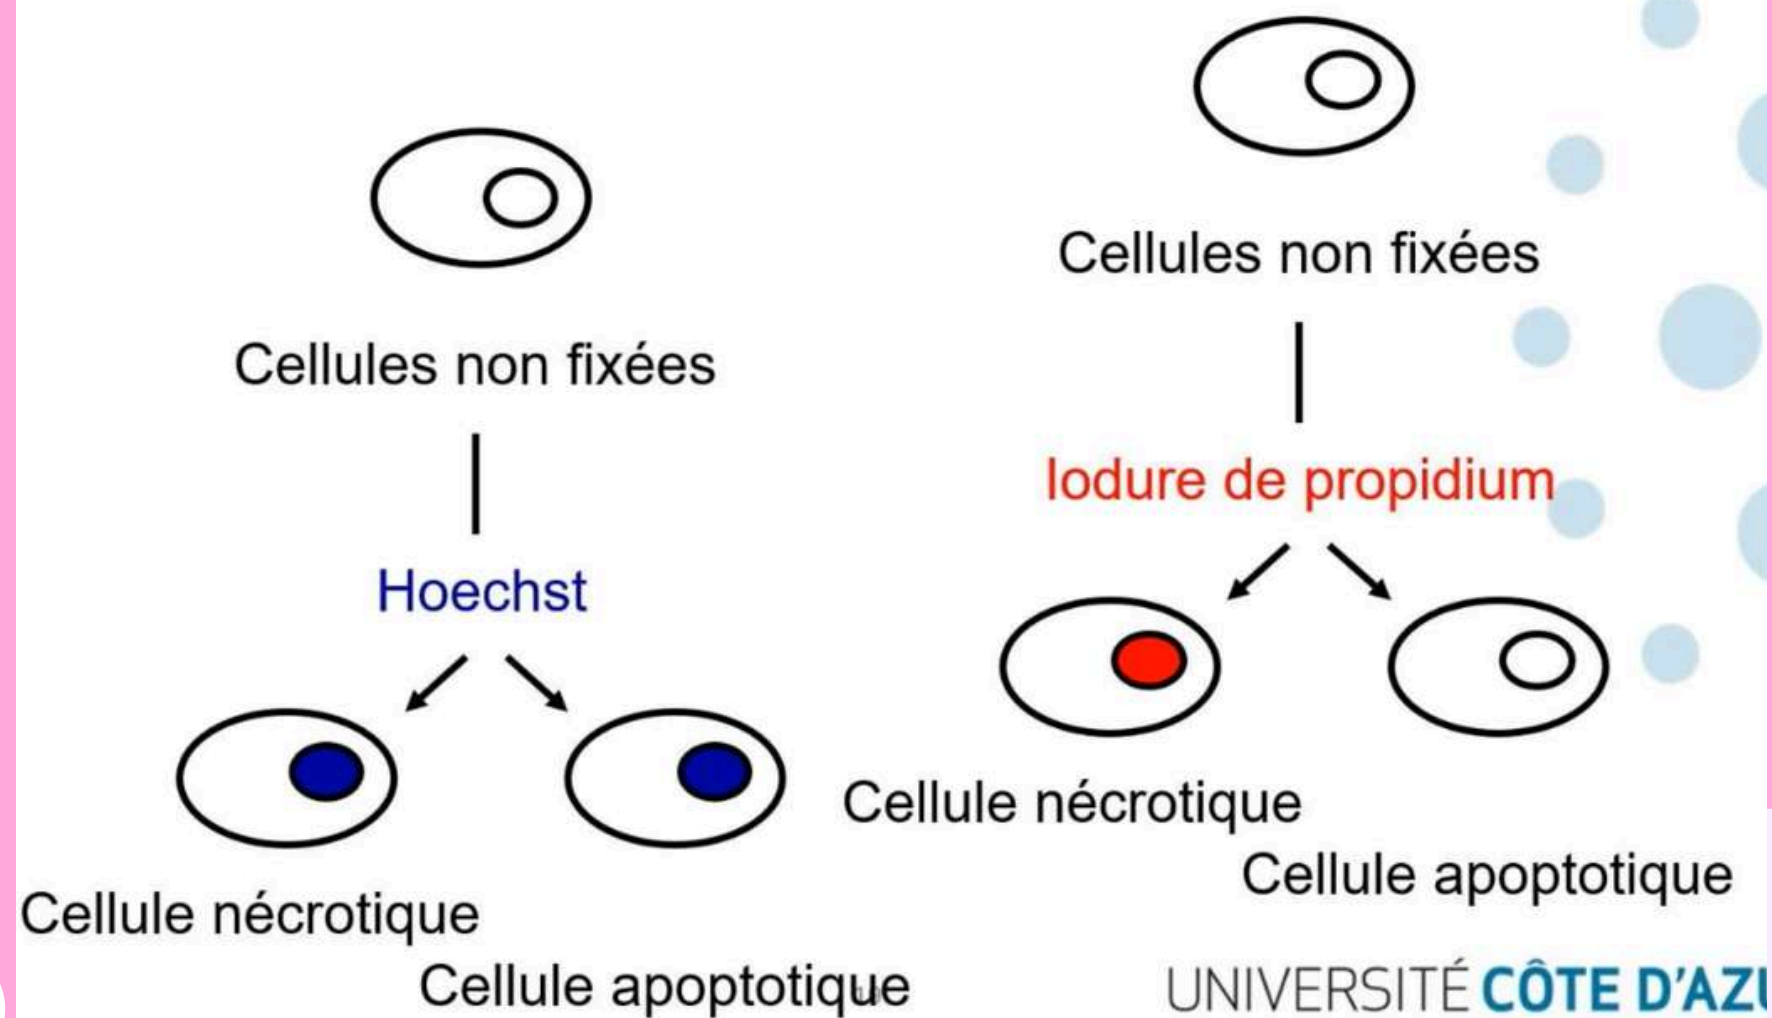 Cellules non fixées
Hoechst
Cellule nécrotique
Cellule apoptotique
Cellules non fixées
Iodure de propidium
Cellule nécrotique
Cellule apoptotique
UNIVERSITÉ CÔTE D'AZU